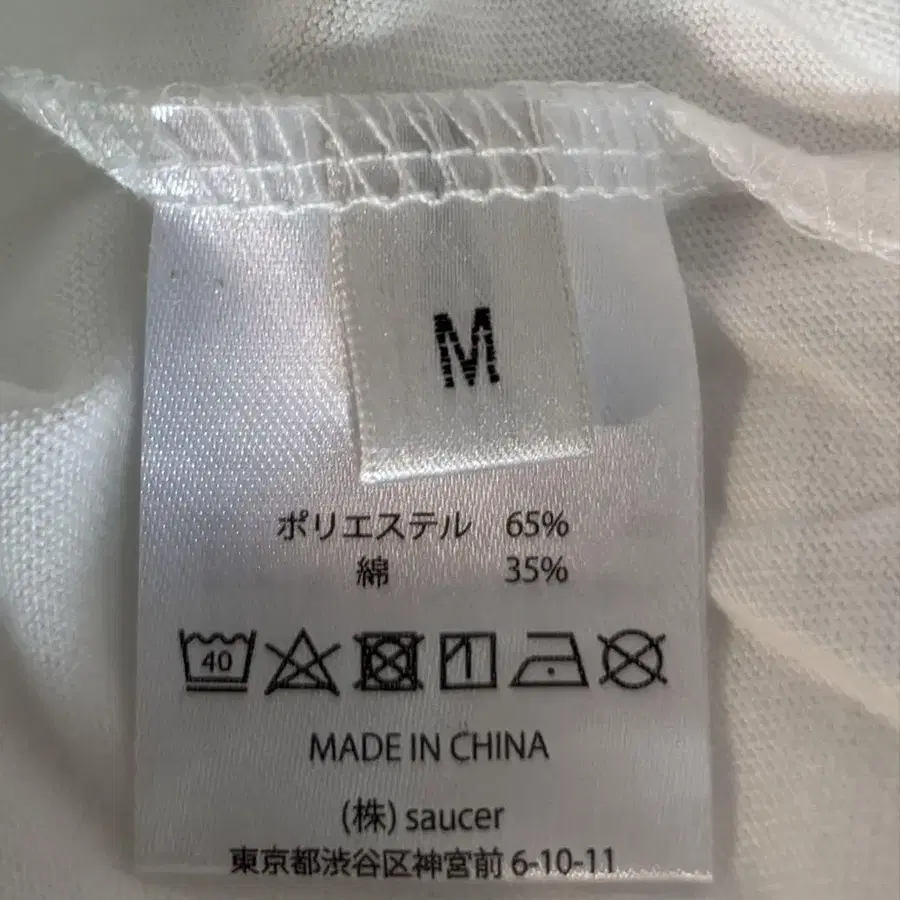 M
ポリエステル 65%
綿 35%
40
MADE IN CHINA
(株) saucer
東京都渋谷区神宮前 6-10-11